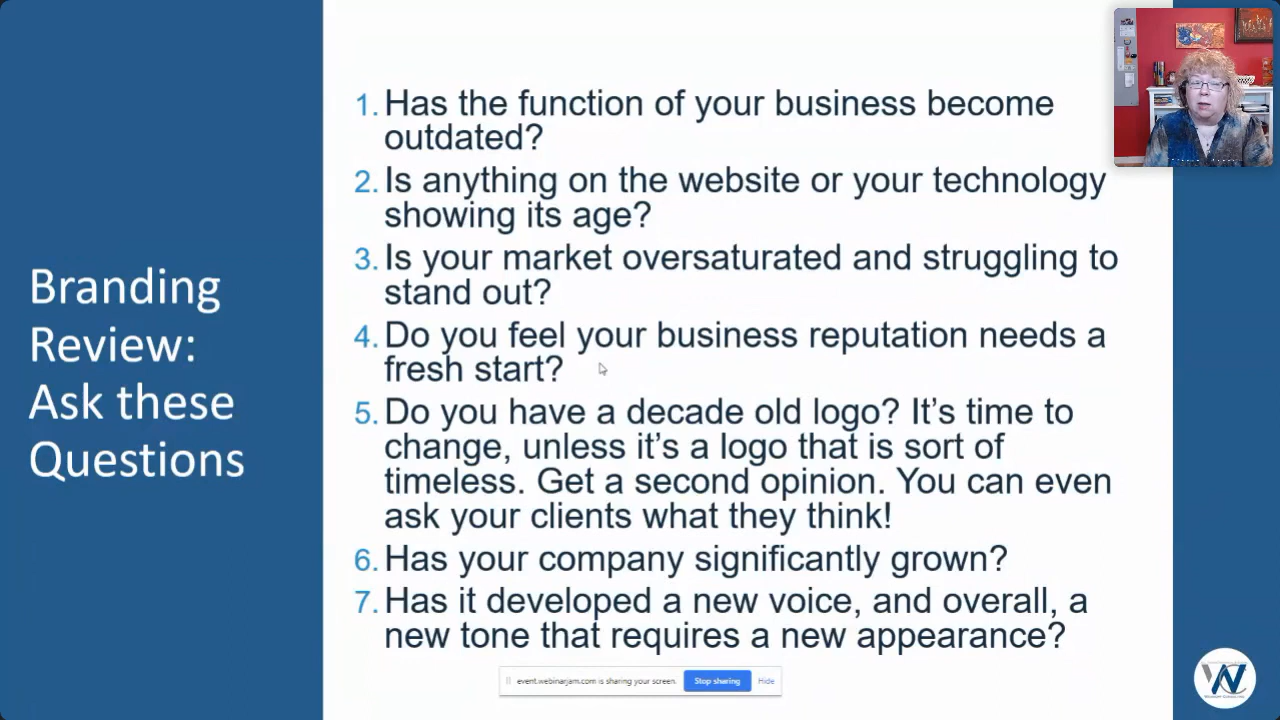 Branding
Review:
Ask these
Questions
1. Has the function of your business become
outdated?
2. Is anything on the website or your technology
showing its age?
3. Is your market oversaturated and struggling to
stand out?
4. Do you feel your business reputation needs a
fresh start?
5. Do you have a decade old logo? It’s time to
change, unless it’s a logo that is sort of
timeless. Get a second opinion. You can even
ask your clients what they think!
6. Has your company significantly grown?
7. Has it developed a new voice, and overall, a
new tone that requires a new appearance?
event.webinarjam.com is sharing your screen.
Stop sharing
Hide